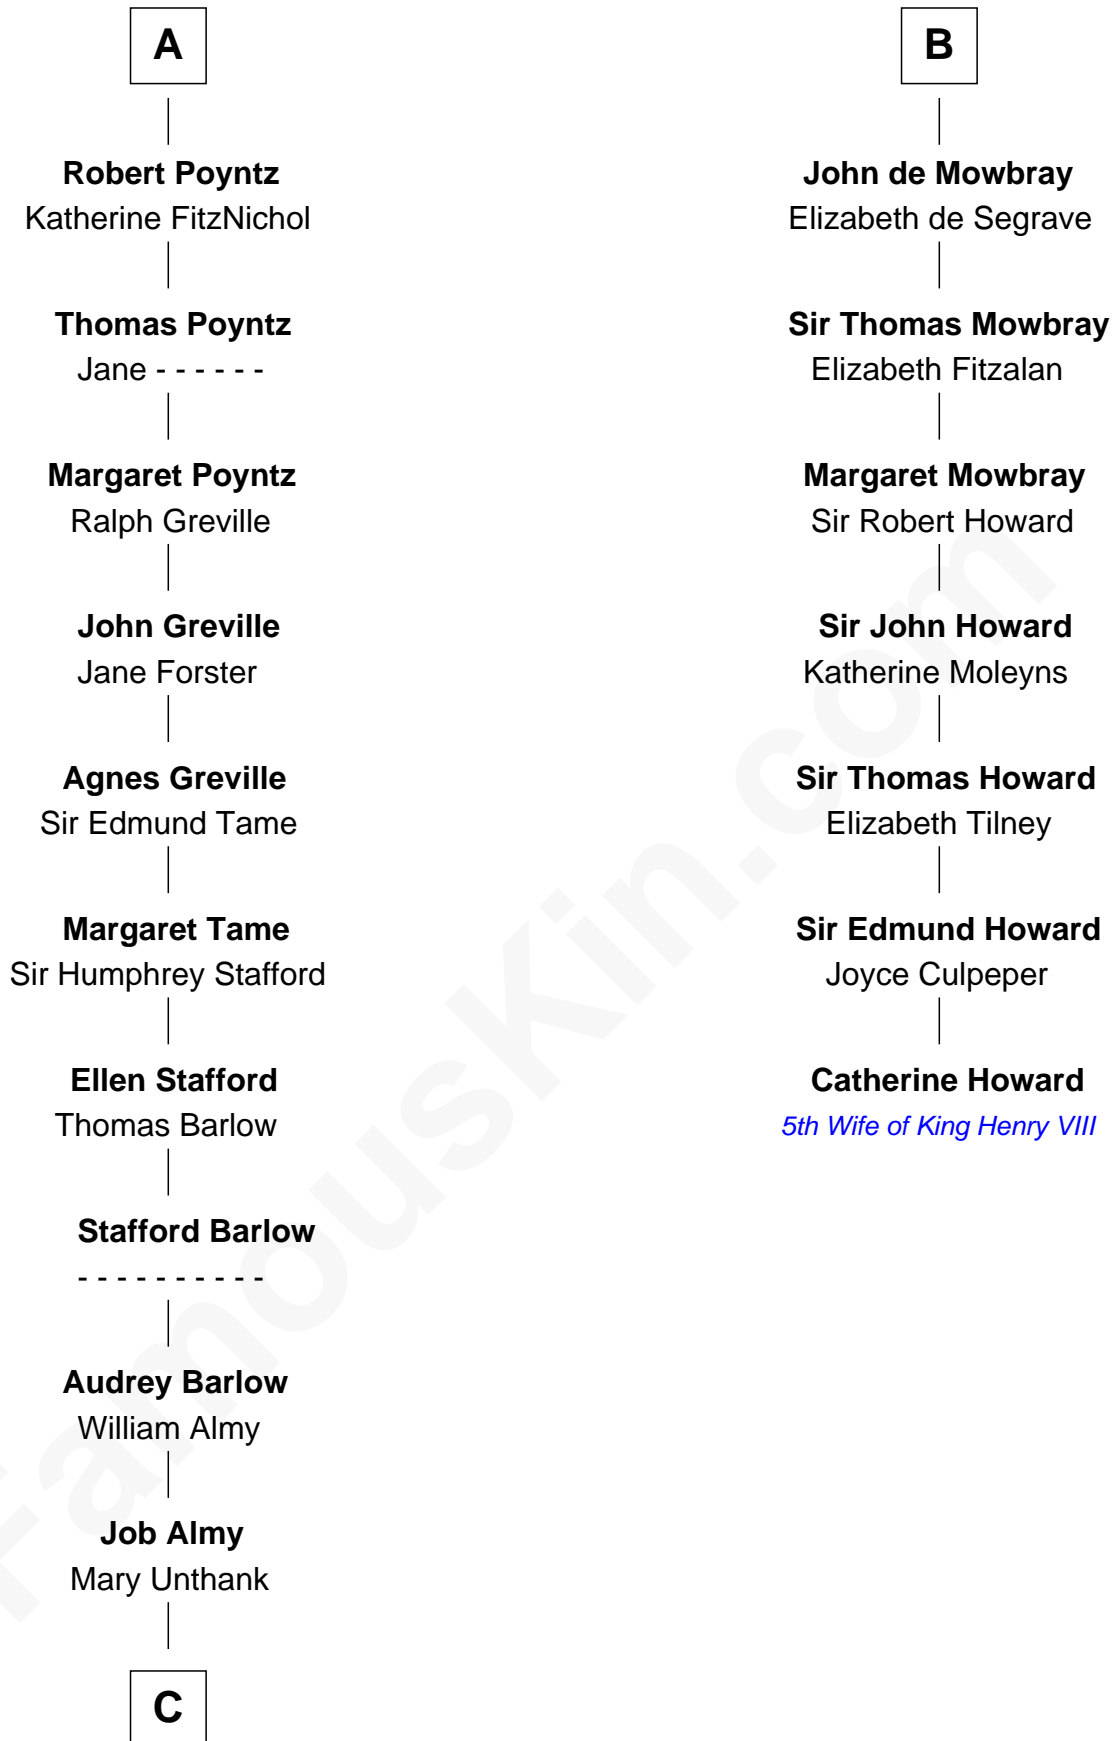 A
Robert Poyntz
Katherine FitzNichol
Thomas Poyntz
Jane - - - - - -
Margaret Poyntz
Ralph Greville
John Greville
Jane Forster
Agnes Greville
Sir Edmund Tame
Margaret Tame
Sir Humphrey Stafford
Ellen Stafford
Thomas Barlow
Stafford Barlow
- - - - - - - - - -
Audrey Barlow
William Almy
Job Almy
Mary Unthank
C
B
John de Mowbray
Elizabeth de Segrave
Sir Thomas Mowbray
Elizabeth Fitzalan
Margaret Mowbray
Sir Robert Howard
Sir John Howard
Katherine Moleyns
Sir Thomas Howard
Elizabeth Tilney
Sir Edmund Howard
Joyce Culpeper
Catherine Howard
5th Wife of King Henry VIII
FamousKin.com